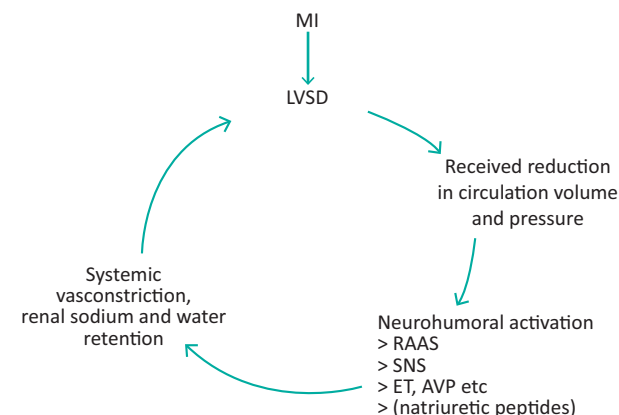 MI
LVSD
Received reduction
in circulation volume
and pressure
Neurohumoral activation
> RAAS
> SNS
> ET, AVP etc
> (natriuretic peptides)
Systemic
vasconstriction,
renal sodium and water
retention